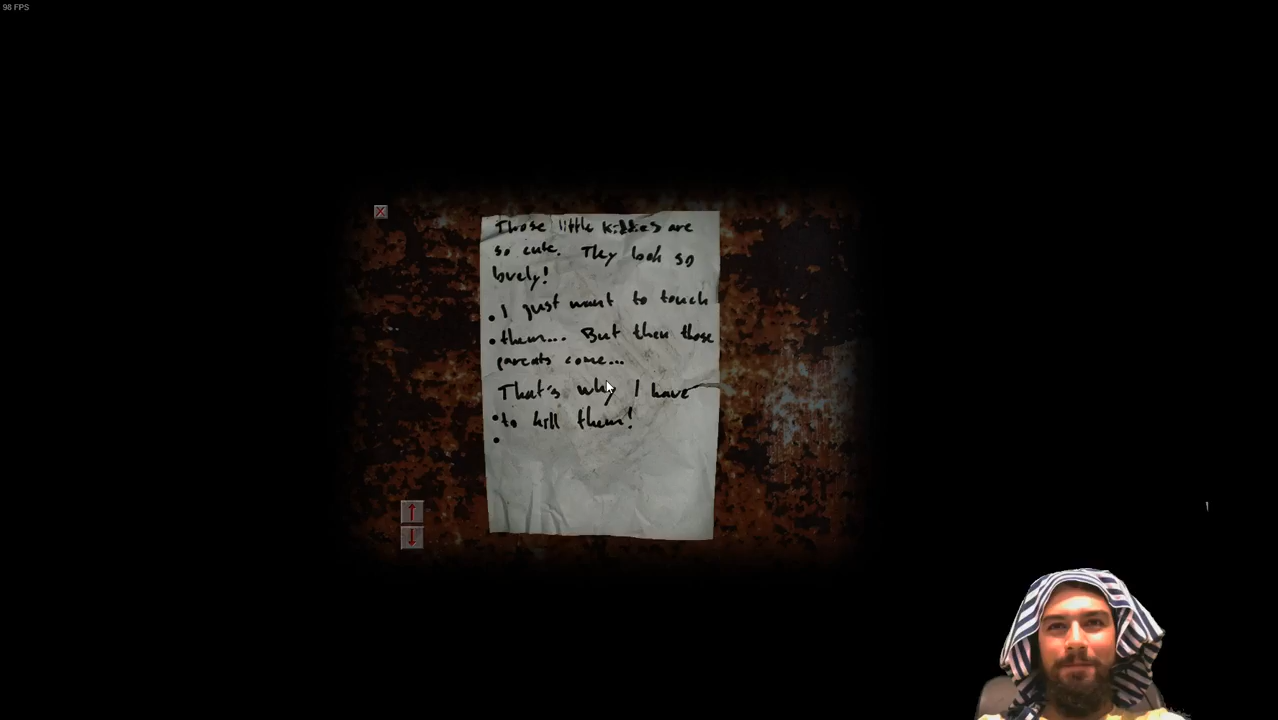 98 FPS
Those little kiddies are
so cute. They look so
lovely!
I just want to touch
them... But then those
parents come...
That's why I have
to kill them!